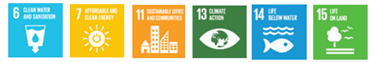 6 CLEAN WATER
AND SANITATION
7 AFFORDABLE AND
CLEAN ENERGY
11 SUSTAINABLE CITIES
AND COMMUNITIES
13 CLIMATE
ACTION
14 LIFE
BELOW WATER
15 LIFE
ON LAND